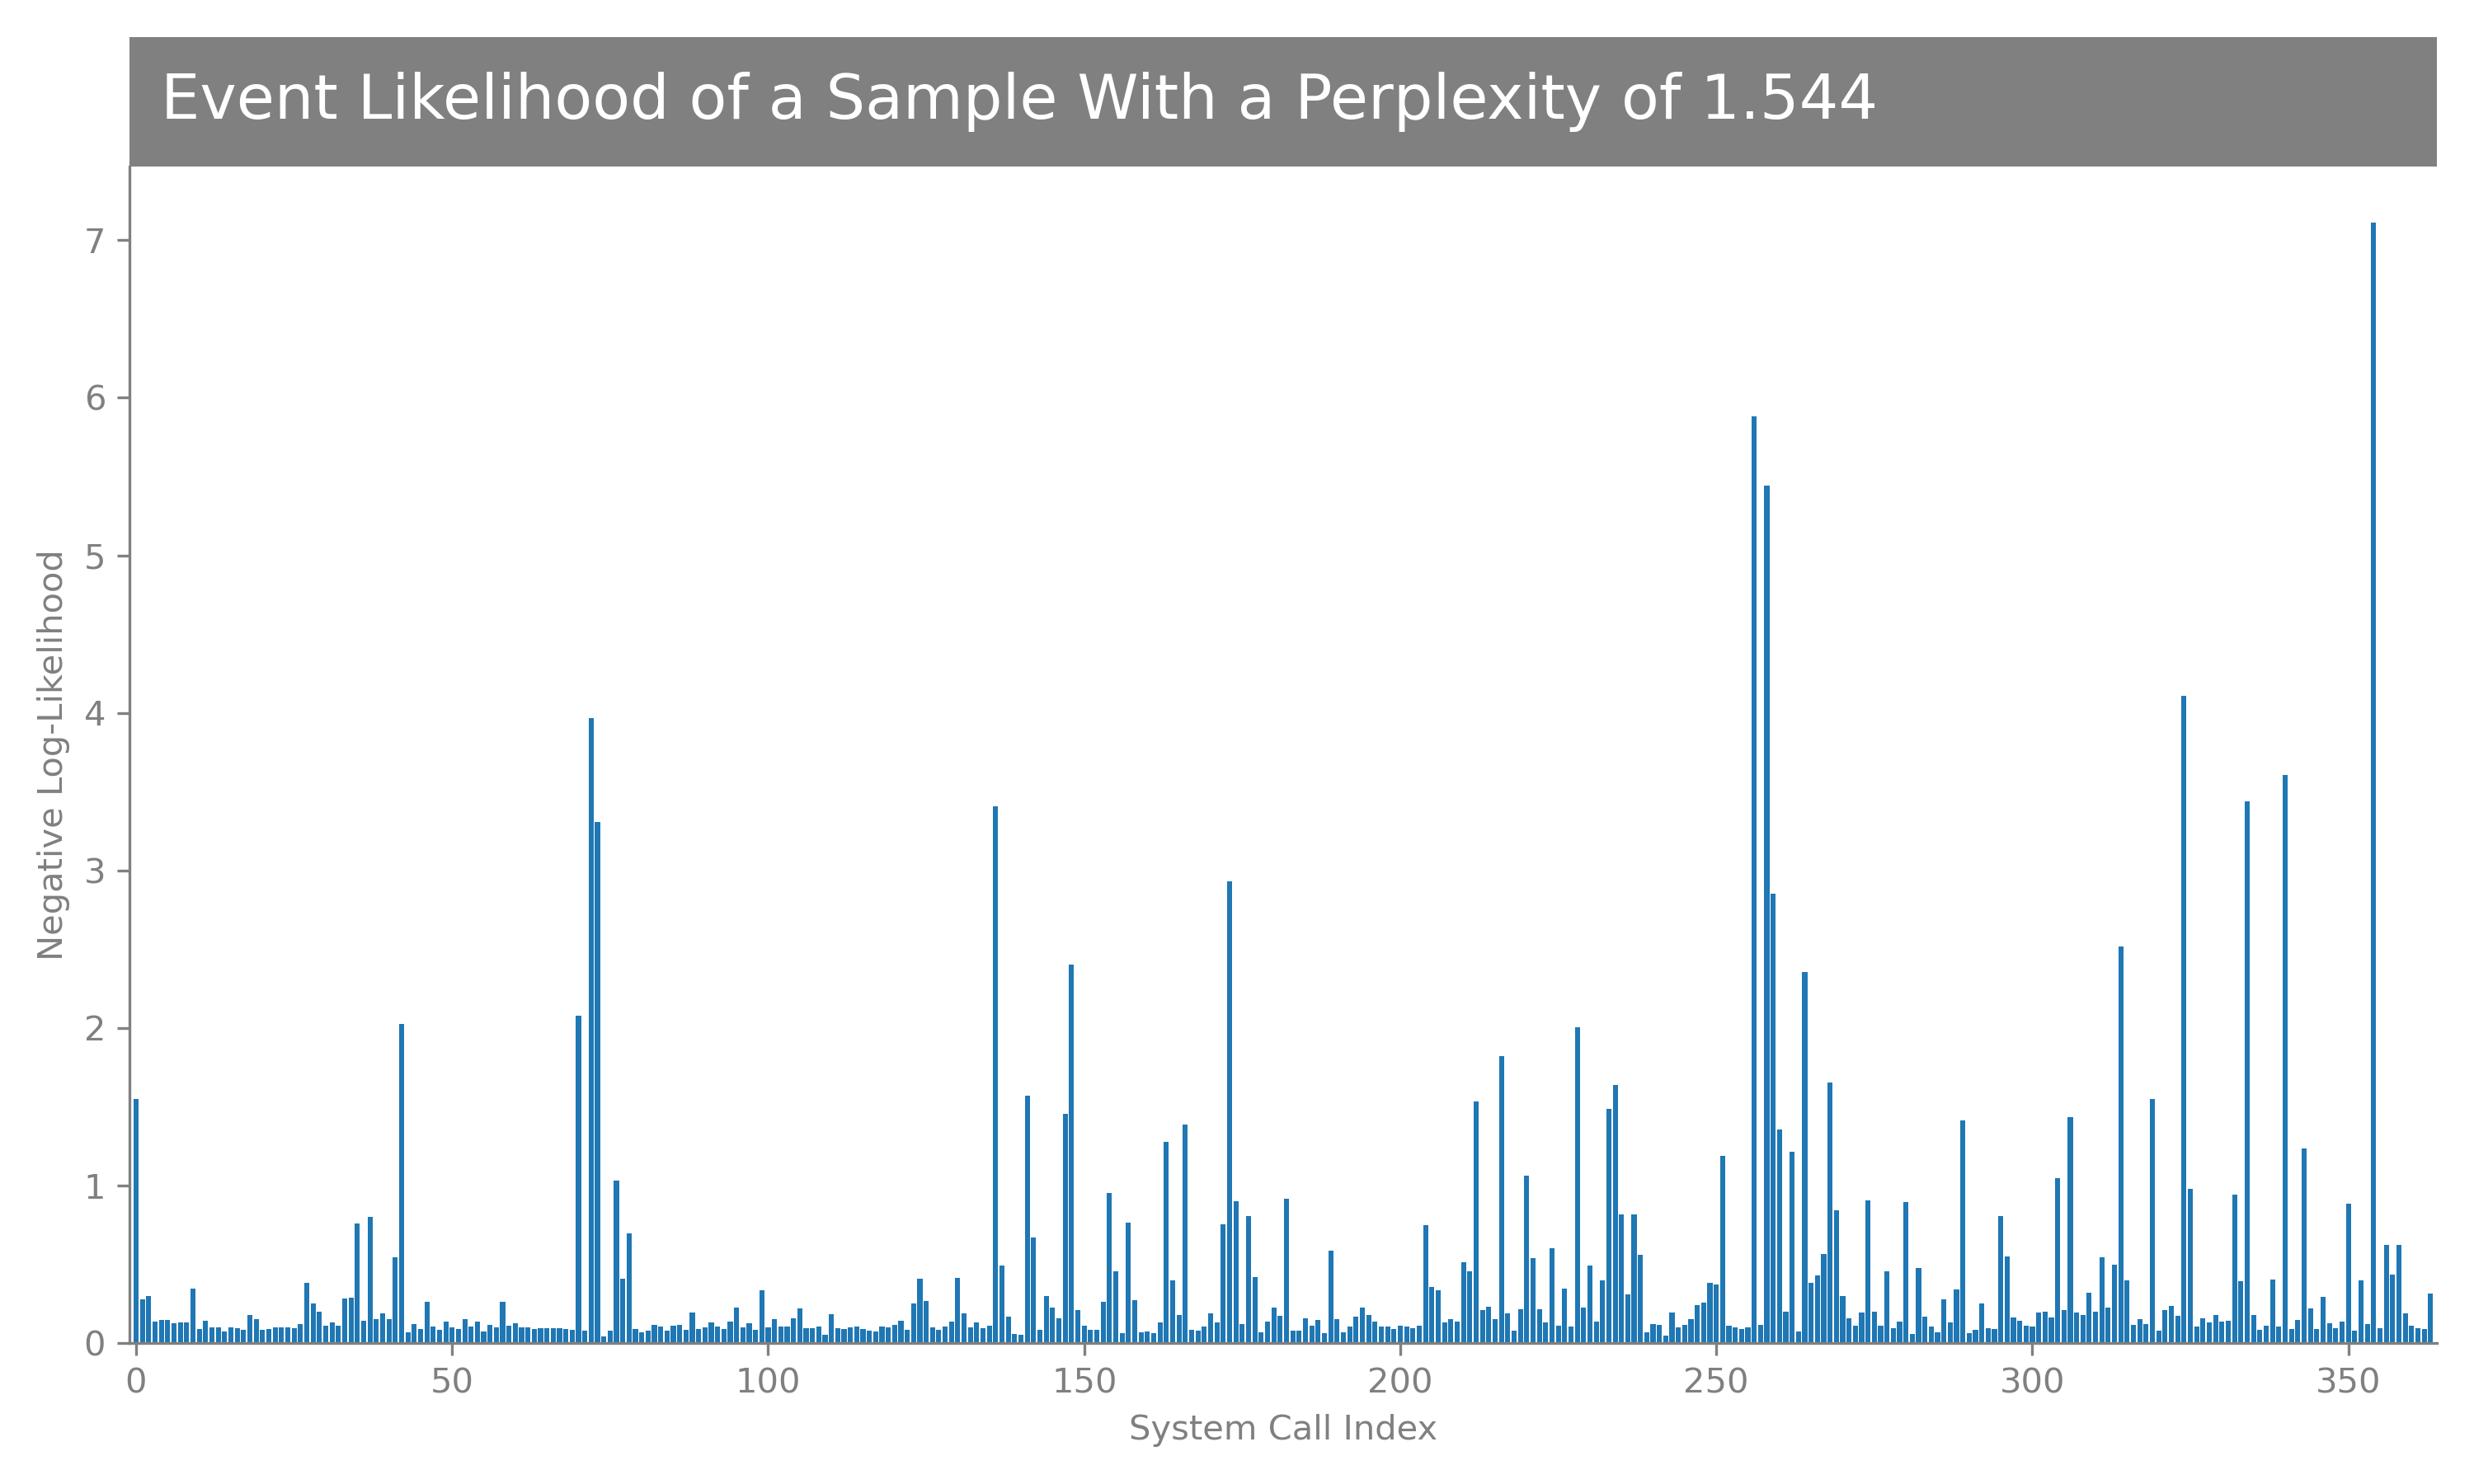 Event Likelihood of a Sample With a Perplexity of 1.544
7
6
5
4
3
2
1
0
Negative Log-Likelihood
0 50 100 150 200 250 300 350
System Call Index